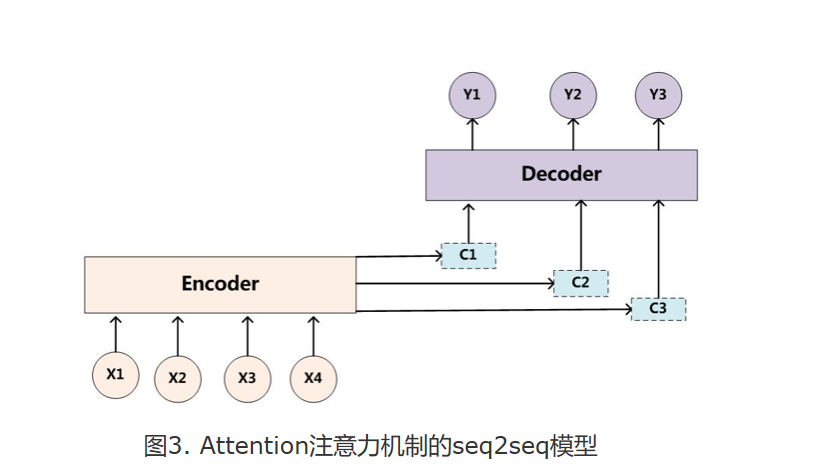 Y1 Y2 Y3
Decoder
C1
Encoder
C2
C3
X1 X2 X3 X4
图3. Attention注意力机制的seq2seq模型